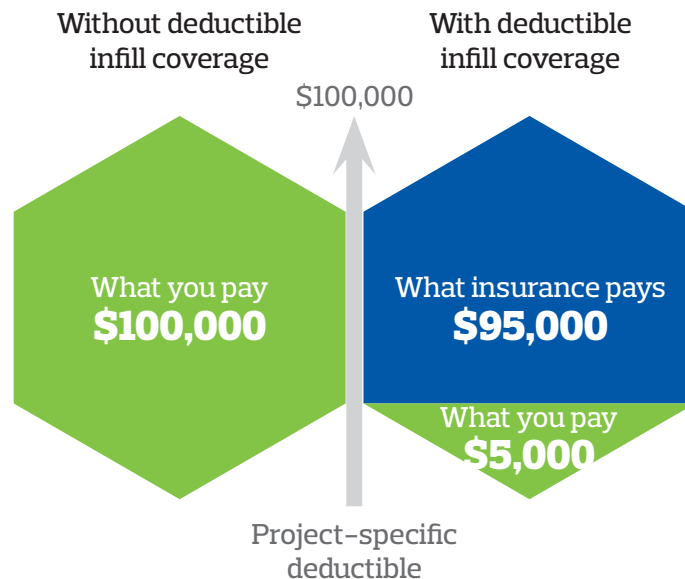 Without deductible
infill coverage
With deductible
infill coverage
$100,000
What you pay
$100,000
What insurance pays
$95,000
What you pay
$5,000
Project-specific
deductible